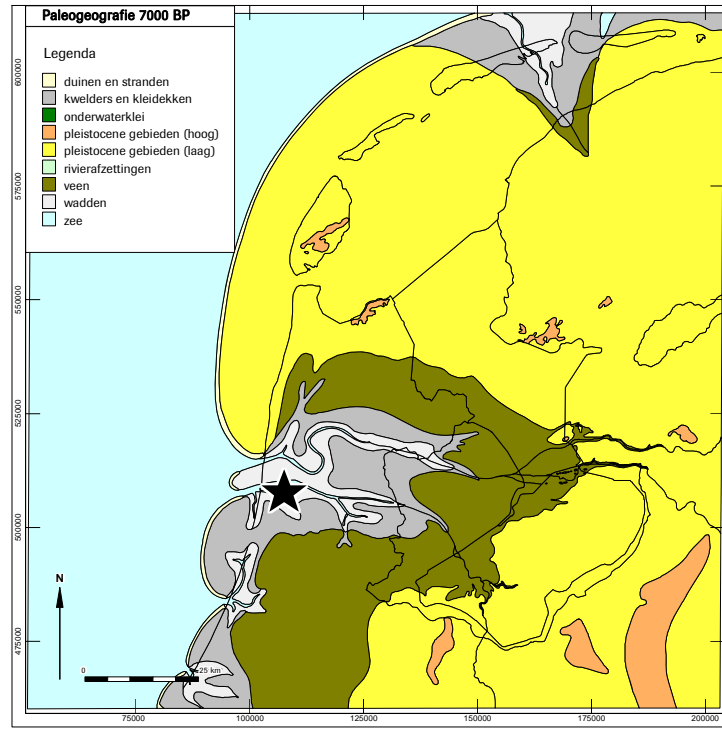 Paleogeografie 7000 BP
Legenda
duinen en stranden
kwelders en kleidekken
onderwaterklei
pleistocene gebieden (hoog)
pleistocene gebieden (laag)
rivierafzettingen
veen
wadden
zee
600000
575000
550000
525000
500000
475000
N
0
25 km
75000
100000
125000
150000
175000
200000